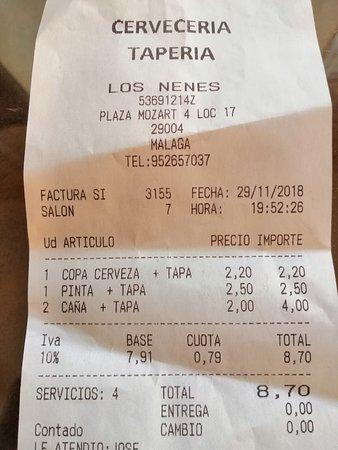 CERVECERIA
TAPERIA
LOS NENES
53691214Z
PLAZA MOZART 4 LOC 17
29004
MALAGA
TEL:952657037
FACTURA SI 3155 FECHA: 29/11/2018
SALON 7 HORA: 19:52:26
Ud ARTICULO PRECIO IMPORTE
1 COPA CERVEZA + TAPA 2,20 2,20
1 PINTA + TAPA 2,50 2,50
2 CAÑA + TAPA 2,00 4,00
Iva BASE CUOTA TOTAL
10% 7,91 0,79 8,70
SERVICIOS: 4 TOTAL 8,70
ENTREGA 0,00
Contado CAMBIO 0,00
LE ATENDIO:JOSE